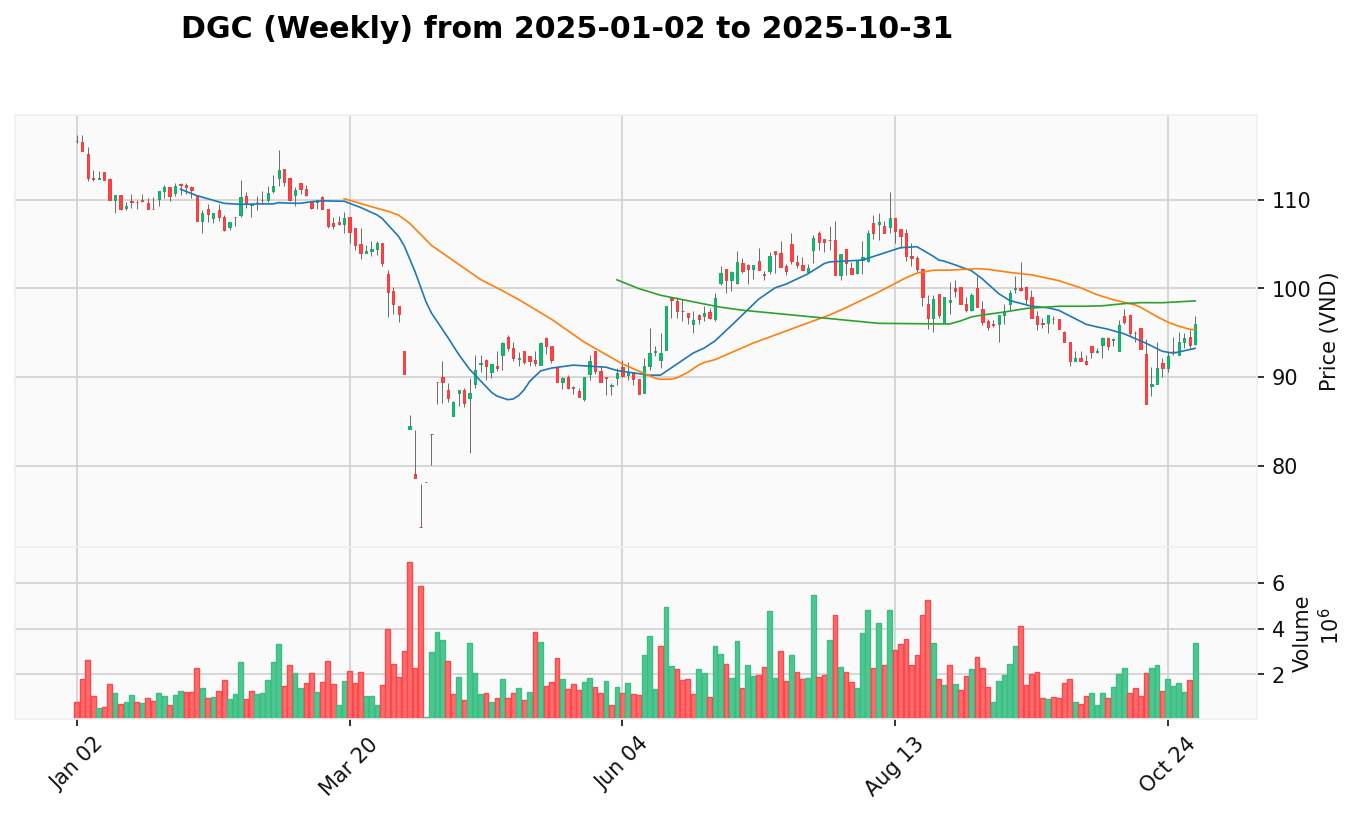 DGC (Weekly) from 2025-01-02 to 2025-10-31
110
100
90
80
Price (VND)
6
4
2
Volume
10^6
Jan 02
Mar 20
Jun 04
Aug 13
Oct 24